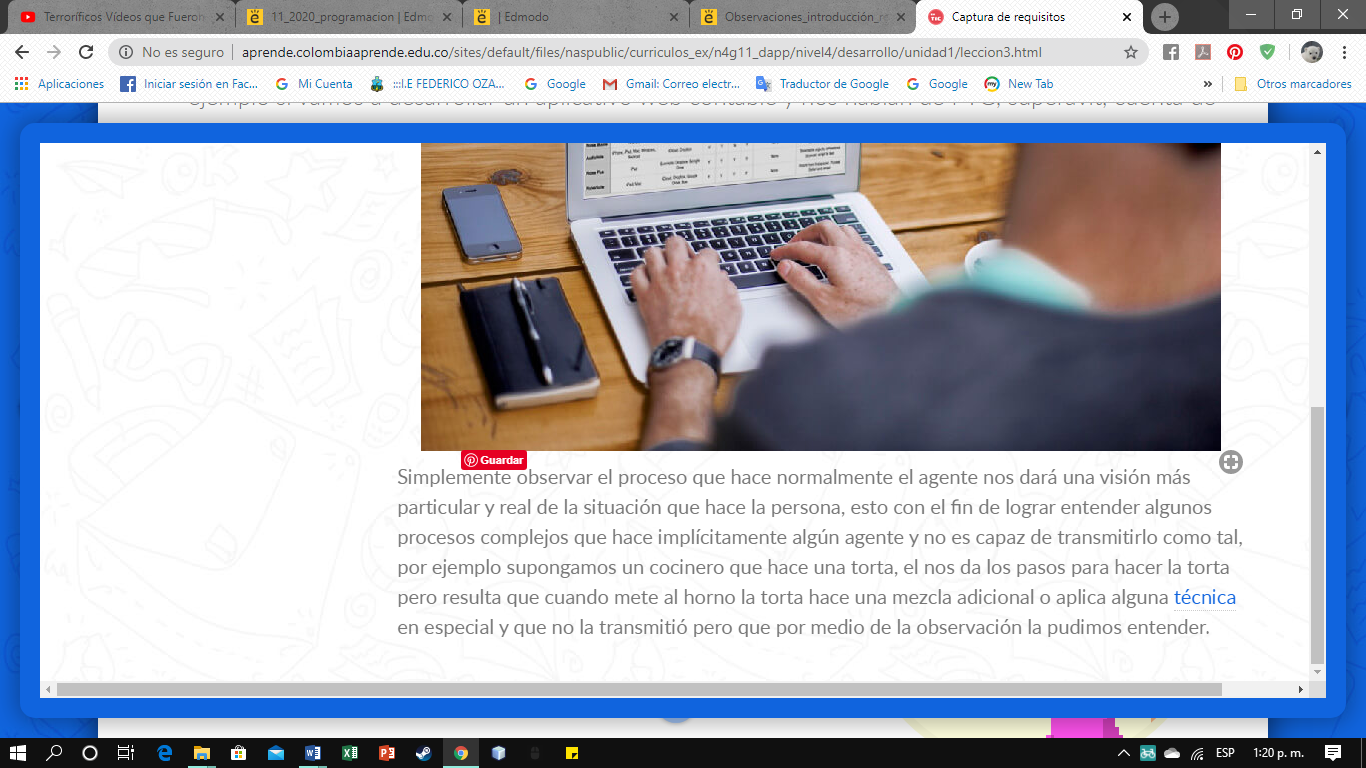 Terroríficos Vídeos que Fueron
11_2020_programacion | Edmo
| Edmodo
Observaciones_introducción_r
Captura de requisitos
No es seguro | aprende.colombiaaprende.edu.co/sites/default/files/naspublic/curriculos_ex/n4g11_dapp/nivel4/desarrollo/unidad1/leccion3.html
Aplicaciones
Iniciar sesión en Fac...
Mi Cuenta
:::I.E FEDERICO OZA...
Google
Gmail: Correo electr...
Traductor de Google
Google
New Tab
»
Otros marcadores
Guardar
Simplemente observar el proceso que hace normalmente el agente nos dará una visión más
particular y real de la situación que hace la persona, esto con el fin de lograr entender algunos
procesos complejos que hace implícitamente algún agente y no es capaz de transmitirlo como tal,
por ejemplo supongamos un cocinero que hace una torta, el nos da los pasos para hacer la torta
pero resulta que cuando mete al horno la torta hace una mezcla adicional o aplica alguna técnica
en especial y que no la transmitió pero que por medio de la observación la pudimos entender.
ESP
1:20 p. m.